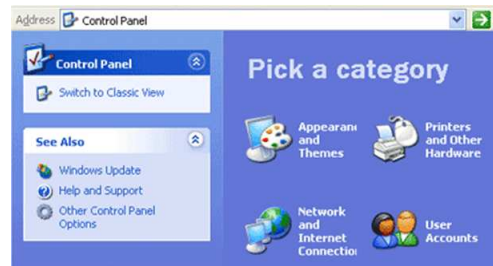 Address Control Panel
Control Panel
Switch to Classic View
See Also
Windows Update
Help and Support
Other Control Panel
Options
Pick a category
Appearan
and
Themes
Printers
and Other
Hardware
Network
and
Internet
Connectio
User
Accounts